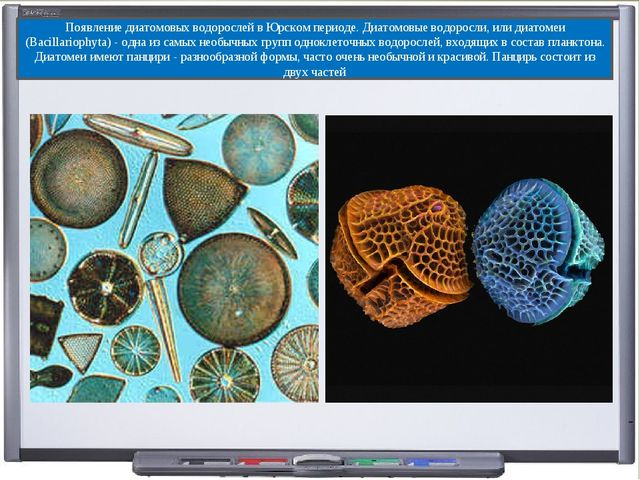 Появление диатомовых водорослей в Юрском периоде. Диатомовые водоросли, или диатомеи
(Bacillariophyta) - одна из самых необычных групп одноклеточных водорослей, входящих в состав планктона.
Диатомеи имеют панцири - разнообразной формы, часто очень необычной и красивой. Панцирь состоит из
двух частей